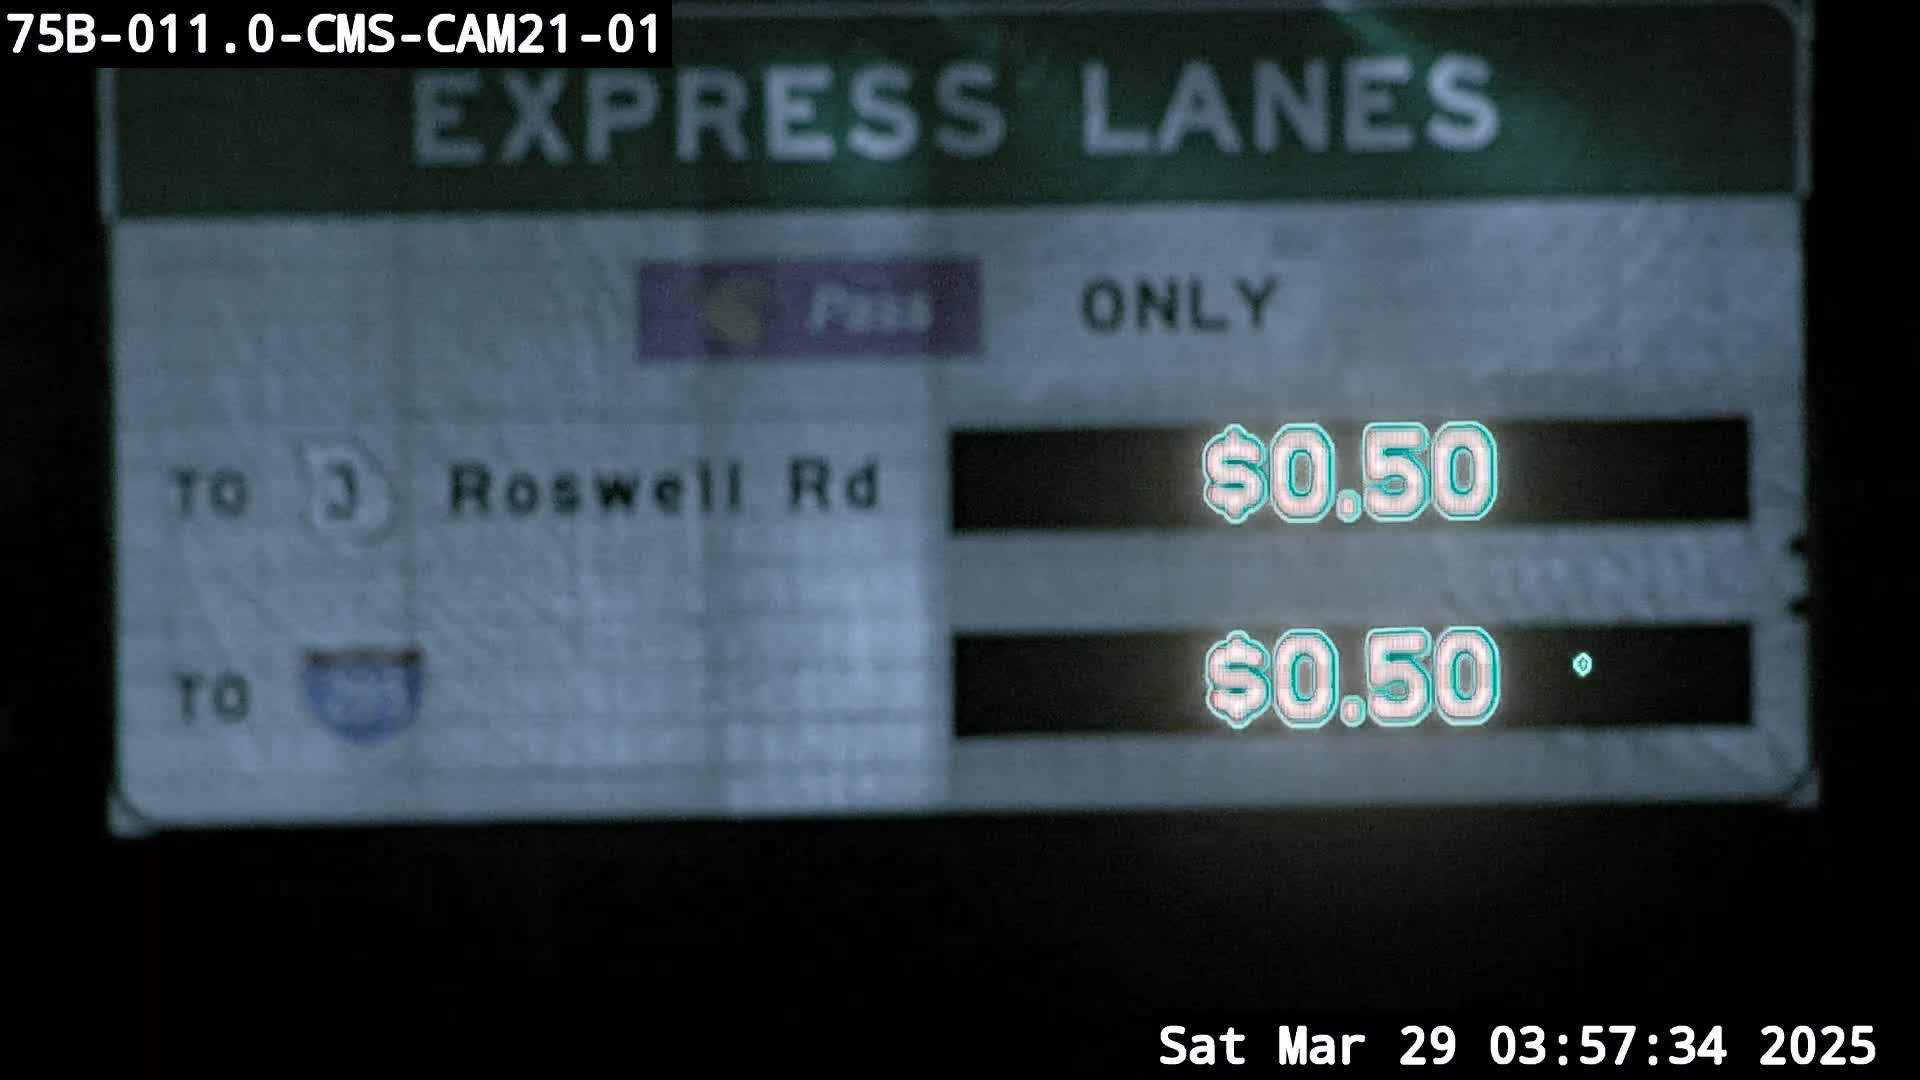 75B-011.0-CMS-CAM21-01
EXPRESS LANES
Pass ONLY
TO 3 Roswell Rd $0.50
TO $0.50
Sat Mar 29 03:57:34 2025